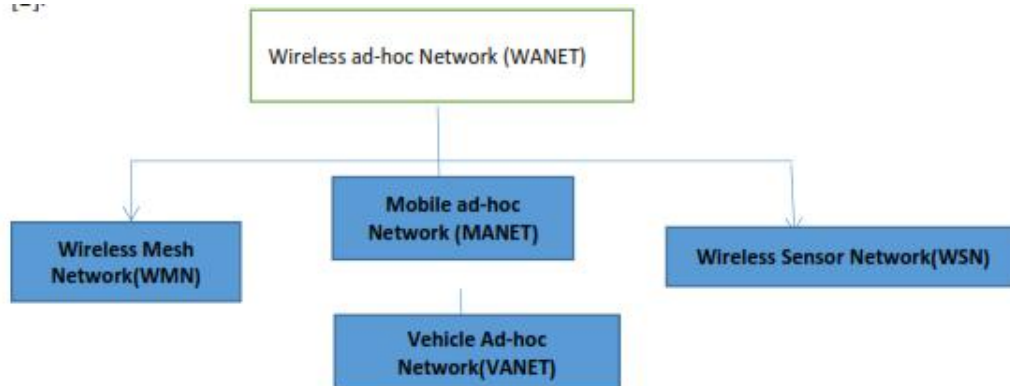 Wireless ad-hoc Network (WANET)
Mobile ad-hoc
Network (MANET)
Wireless Mesh
Network(WMN)
Wireless Sensor Network(WSN)
Vehicle Ad-hoc
Network(VANET)